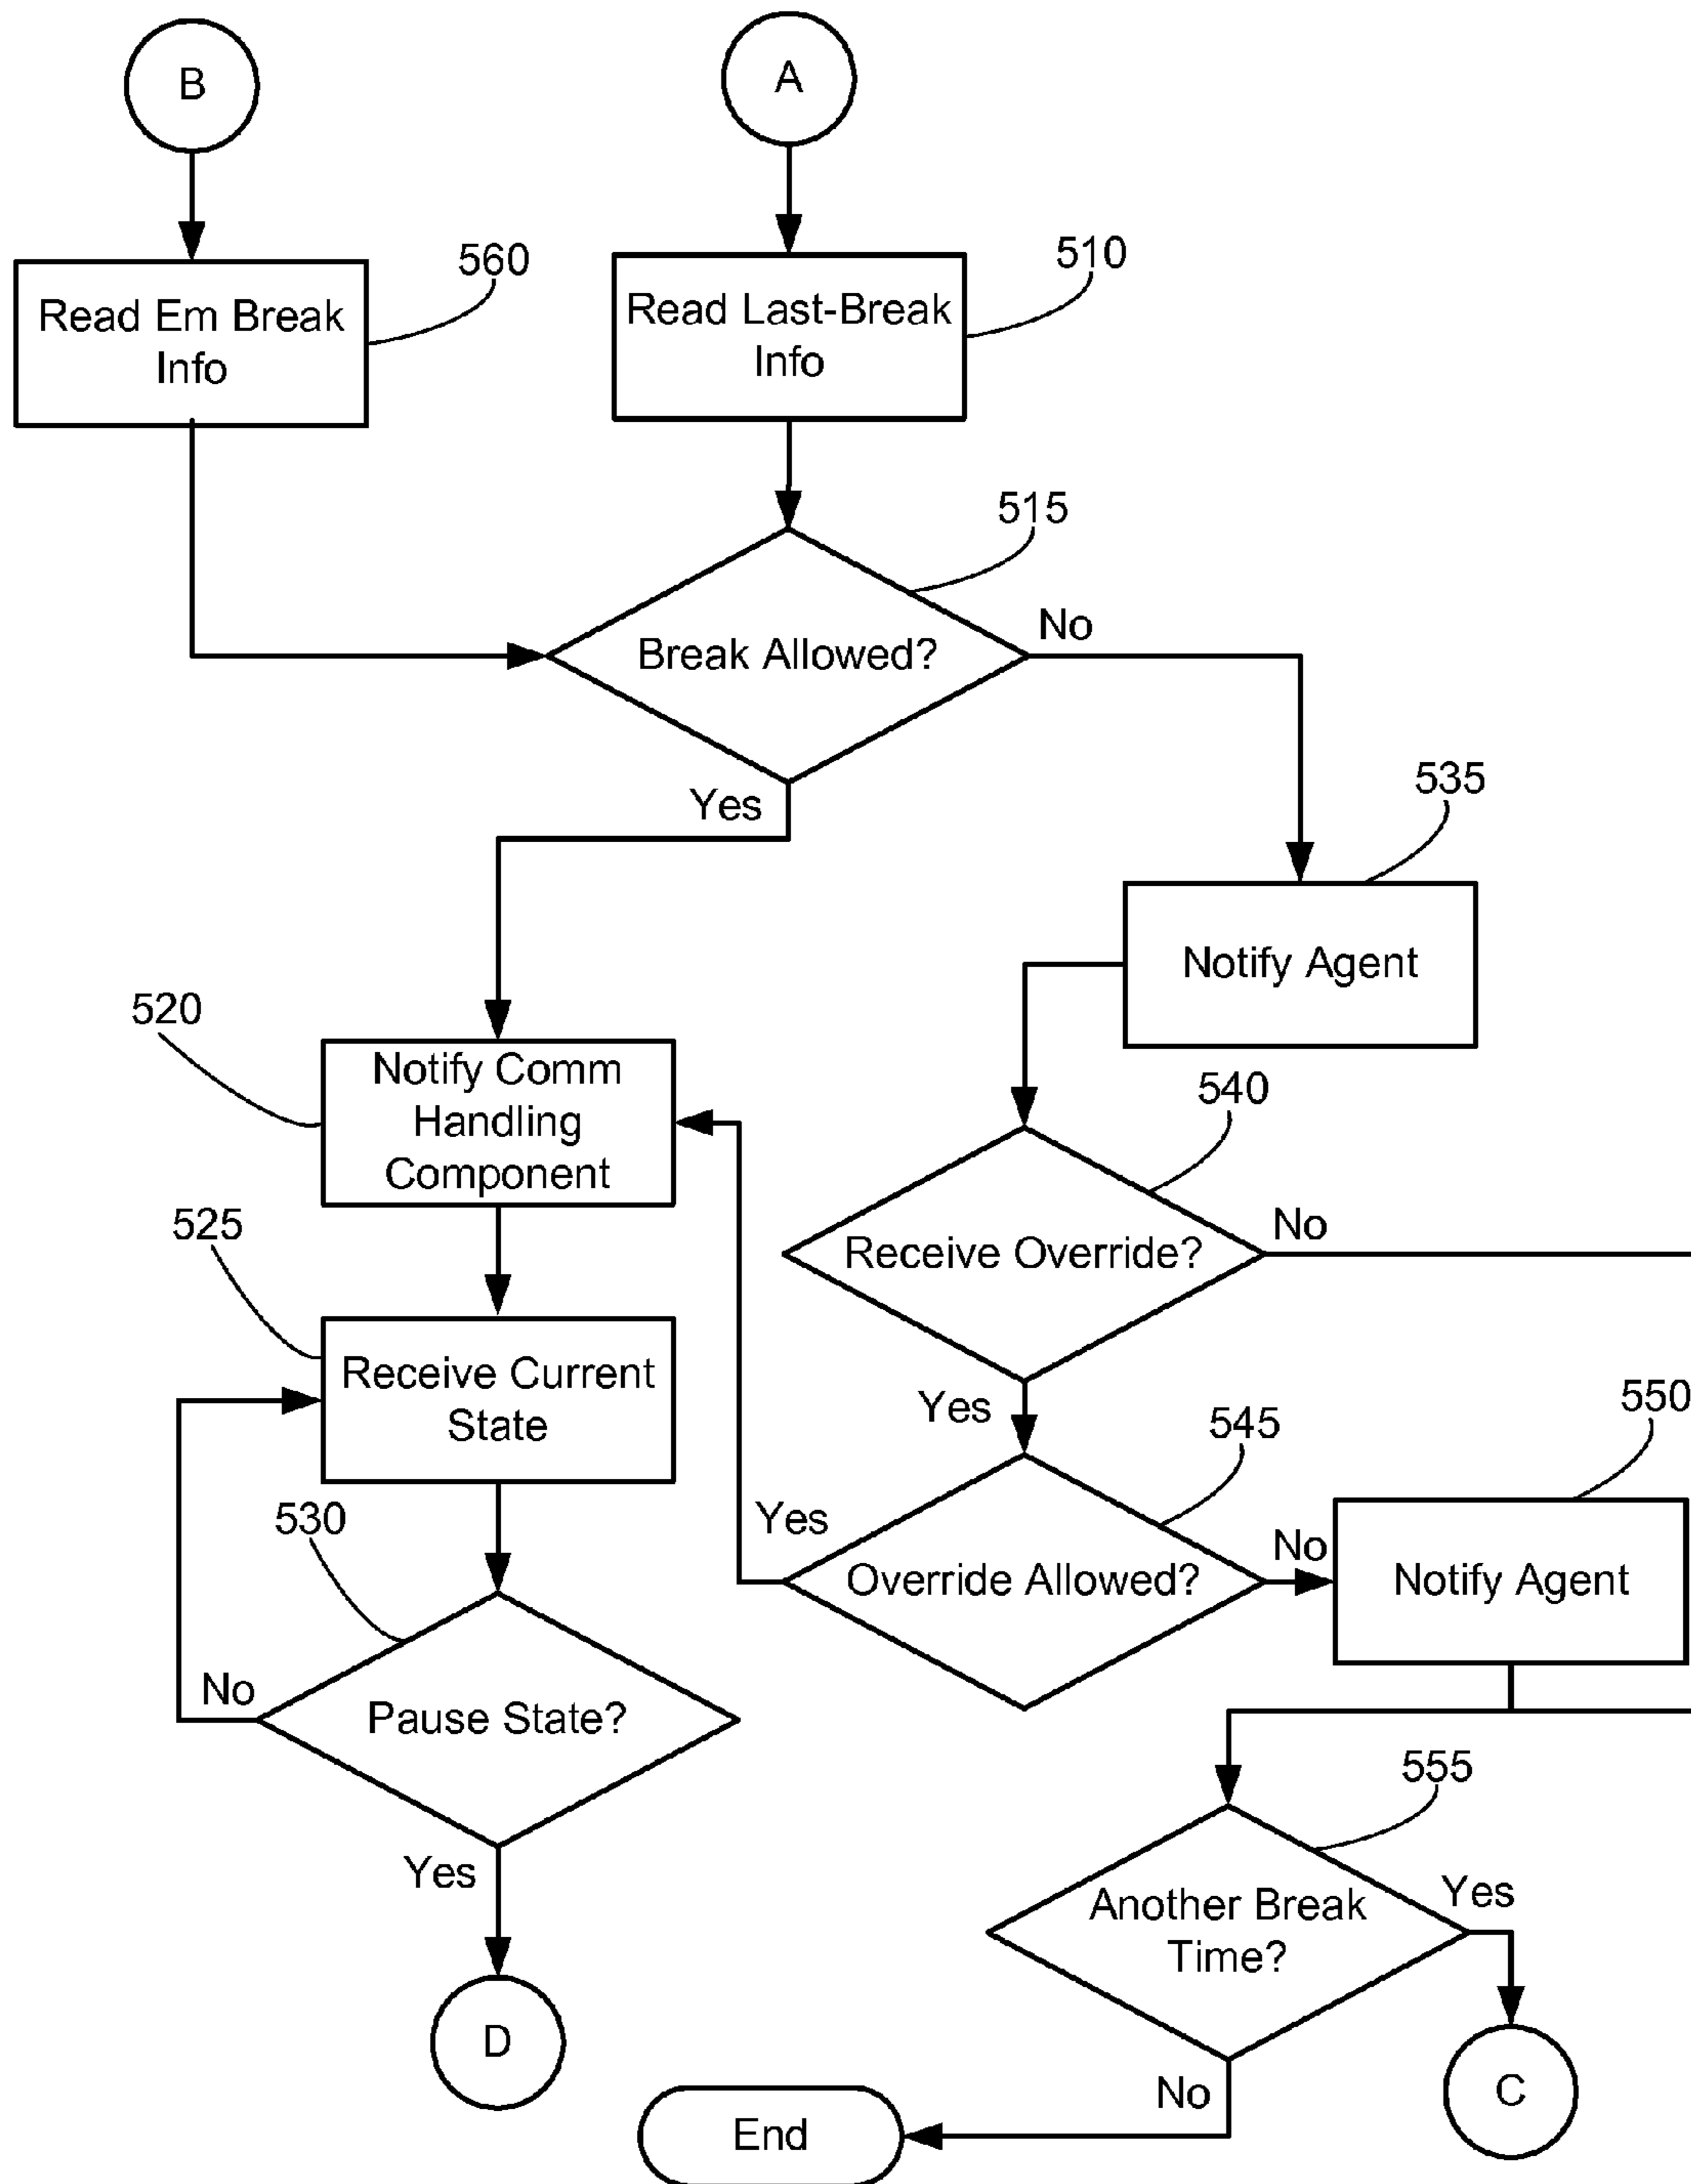 B
A
560
510
Read Em Break
Info
Read Last-Break
Info
515
Break Allowed?
No
Yes
535
Notify Agent
520
Notify Comm
Handling
Component
540
Receive Override?
No
525
Receive Current
State
Yes
545
550
530
Yes
Override Allowed?
No
Notify Agent
No
Pause State?
555
Yes
Another Break
Time?
Yes
D
C
No
End